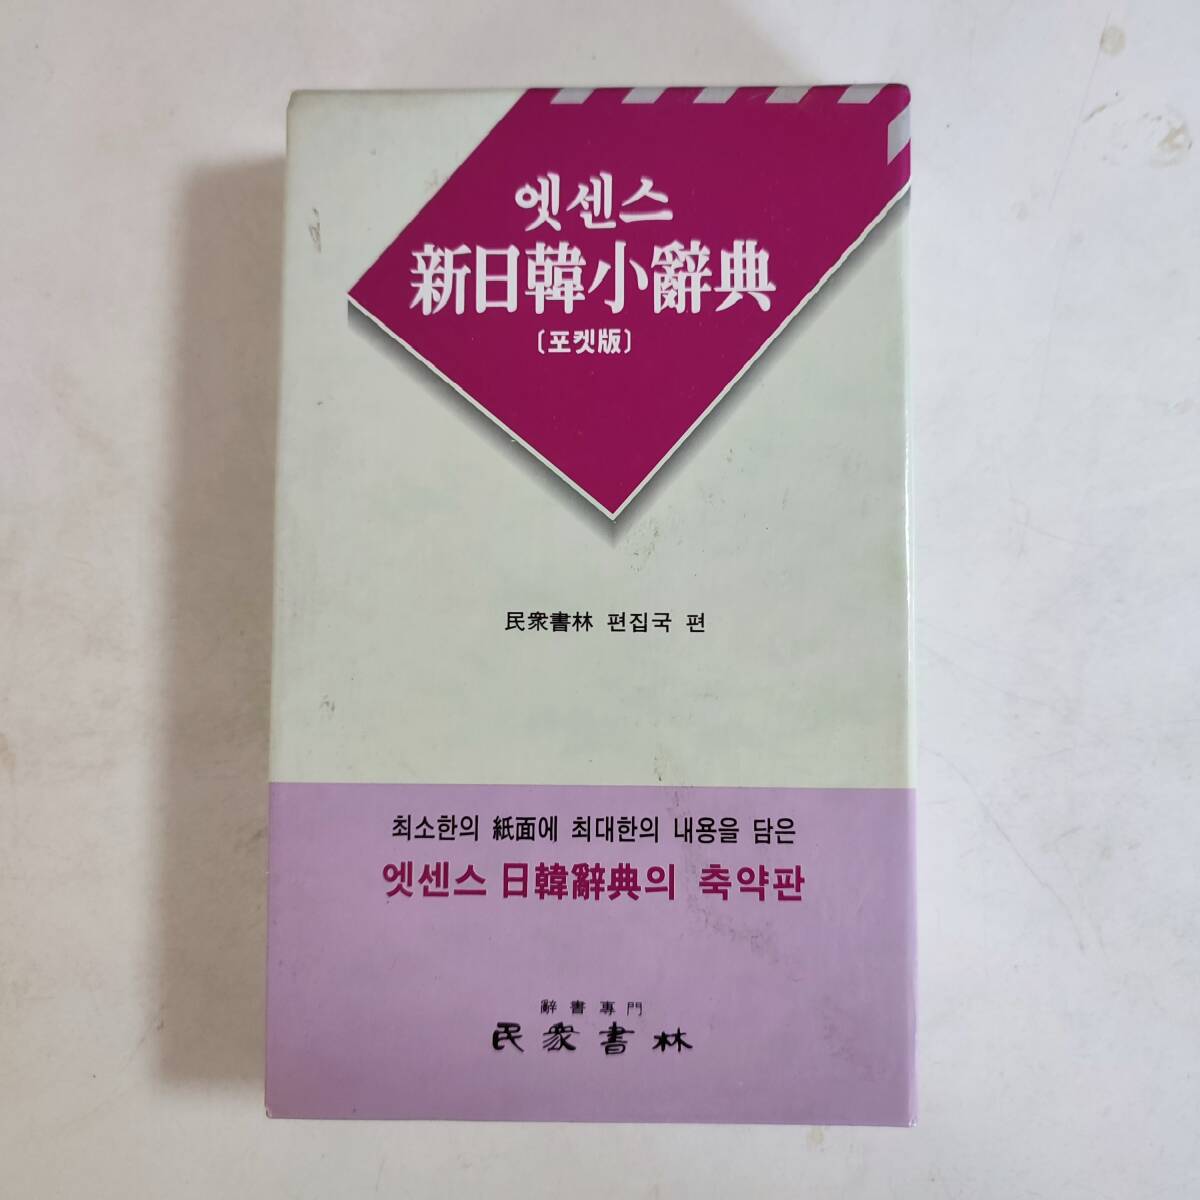 엣센스
新日韓小辭典
〔포켓版〕
民衆書林 편집국 편
최소한의 紙面에 최대한의 내용을 담은
엣센스 日韓辭典의 축약판
辭書專門
民衆書林